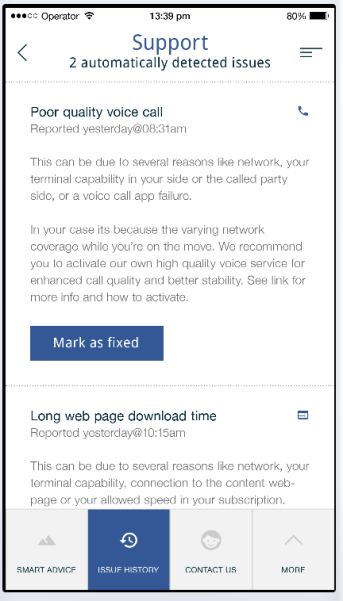 Operator 13:39 pm 80%
Support
2 automatically detected issues
Poor quality voice call
Reported yesterday@08:31am
This can be due to several reasons like network, your
terminal capability in your side or the called party
side, or a voice call app failure.
In your case its because the varying network
coverage while you're on the move. We recommend
you to activate our own high quality voice service for
enhanced call quality and better stability. See link for
more info and how to activate.
Mark as fixed
Long web page download time
Reported yesterday@10:15am
This can be due to several reasons like network, your
terminal capability, connection to the content web-
page or your allowed speed in your subscription.
SMART ADVICE ISSUE HISTORY CONTACT US MORE